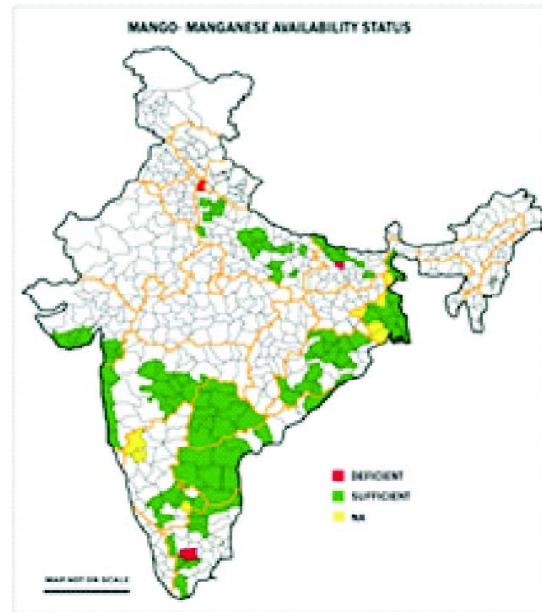 MANGO- MANGANESE AVAILABILITY STATUS
DEFICIENT
SUFFICIENT
NA
MAP NOT ON SCALE